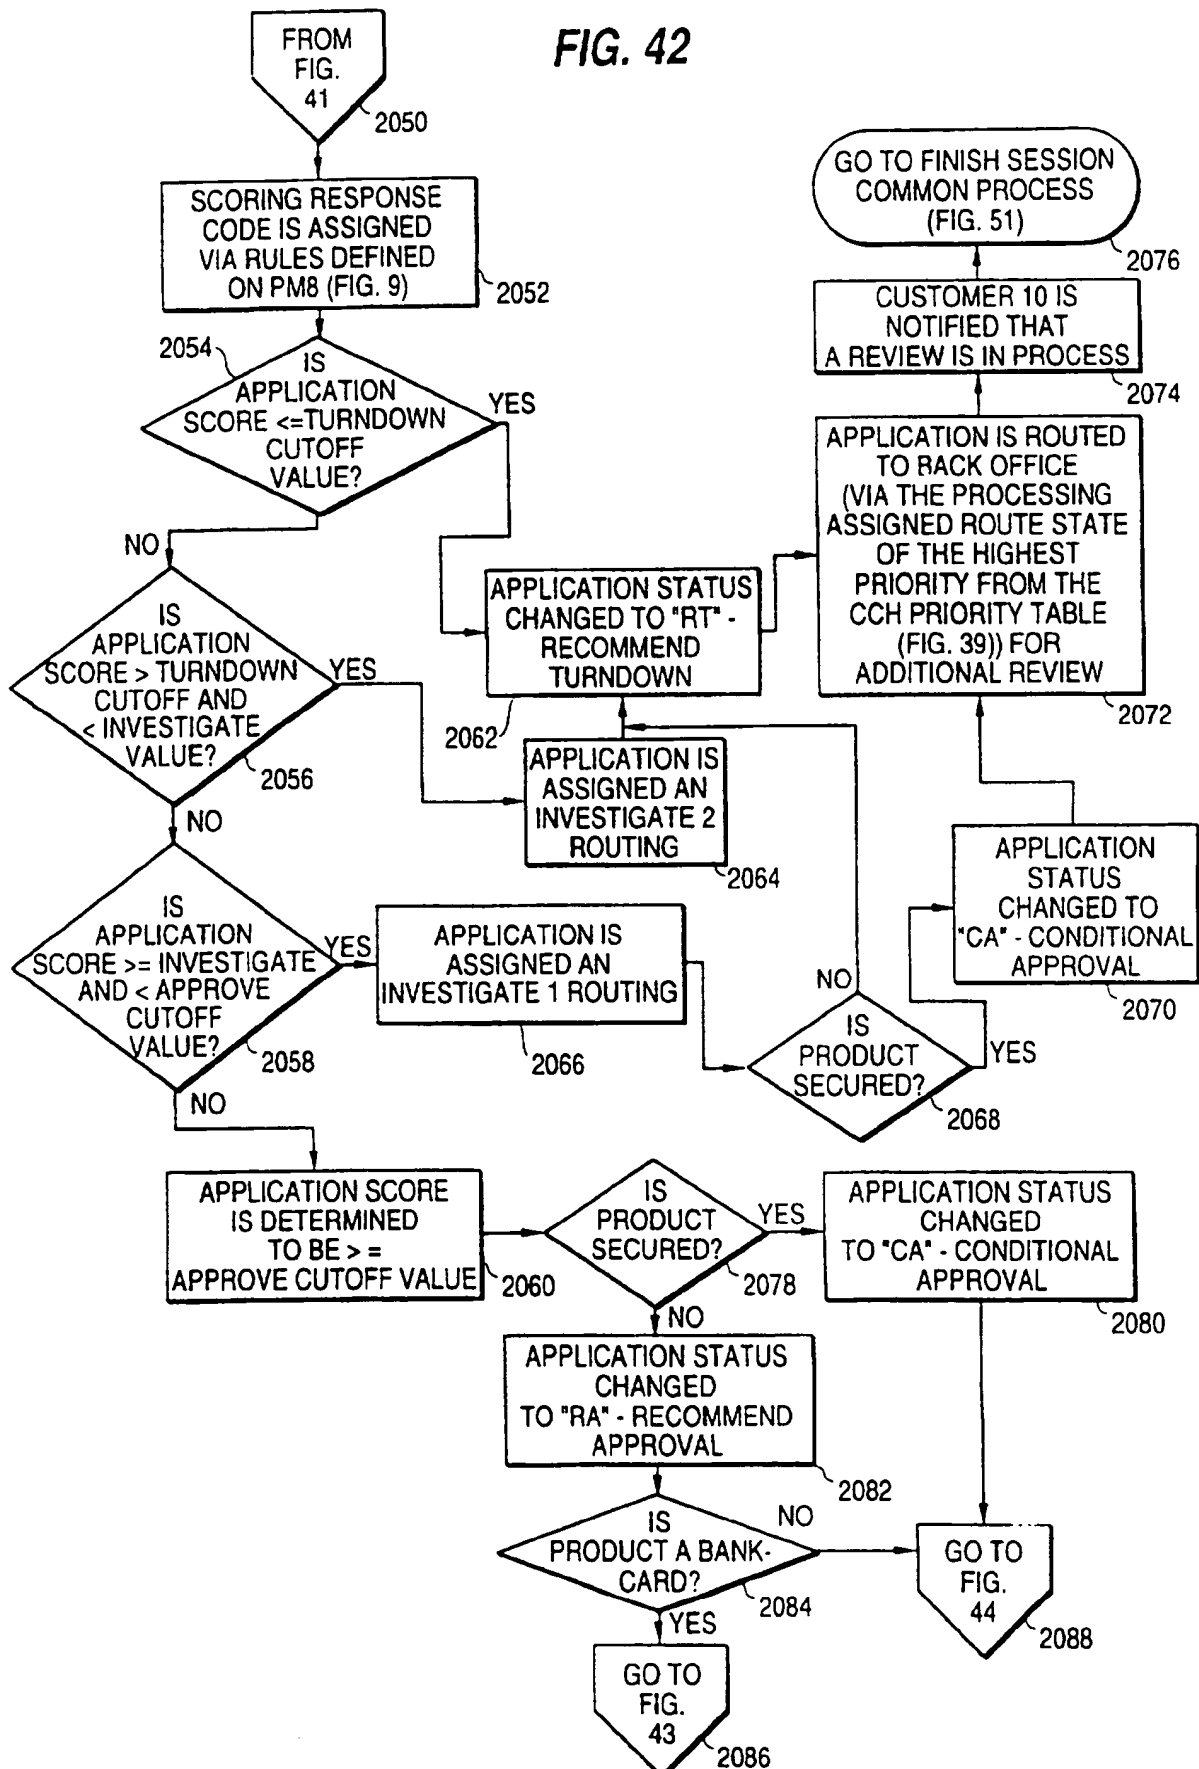 FIG. 42
FROM
FIG.
41
2050
SCORING RESPONSE
CODE IS ASSIGNED
VIA RULES DEFINED
ON PM8 (FIG. 9)
2052
2054
IS
APPLICATION
SCORE <=TURNDOWN
CUTOFF
VALUE?
YES
NO
IS
APPLICATION
SCORE > TURNDOWN
CUTOFF AND
< INVESTIGATE
VALUE?
2056
YES
NO
APPLICATION STATUS
CHANGED TO "RT" -
RECOMMEND
TURNDOWN
2062
APPLICATION IS
ASSIGNED AN
INVESTIGATE 2
ROUTING
2064
GO TO FINISH SESSION
COMMON PROCESS
(FIG. 51)
2076
CUSTOMER 10 IS
NOTIFIED THAT
A REVIEW IS IN PROCESS
2074
APPLICATION IS ROUTED
TO BACK OFFICE
(VIA THE PROCESSING
ASSIGNED ROUTE STATE
OF THE HIGHEST
PRIORITY FROM THE
CCH PRIORITY TABLE
(FIG. 39)) FOR
ADDITIONAL REVIEW
2072
IS
APPLICATION
SCORE >= INVESTIGATE
AND < APPROVE
CUTOFF
VALUE?
2058
YES
NO
APPLICATION IS
ASSIGNED AN
INVESTIGATE 1 ROUTING
2066
IS
PRODUCT
SECURED?
2068
NO
YES
APPLICATION
STATUS
CHANGED TO
"CA" - CONDITIONAL
APPROVAL
2070
APPLICATION SCORE
IS DETERMINED
TO BE > =
APPROVE CUTOFF VALUE
2060
IS
PRODUCT
SECURED?
2078
YES
NO
APPLICATION STATUS
CHANGED
TO "CA" - CONDITIONAL
APPROVAL
2080
APPLICATION STATUS
CHANGED
TO "RA" - RECOMMEND
APPROVAL
2082
IS
PRODUCT A BANK-
CARD?
2084
NO
YES
GO TO
FIG.
44
2088
GO TO
FIG.
43
2086